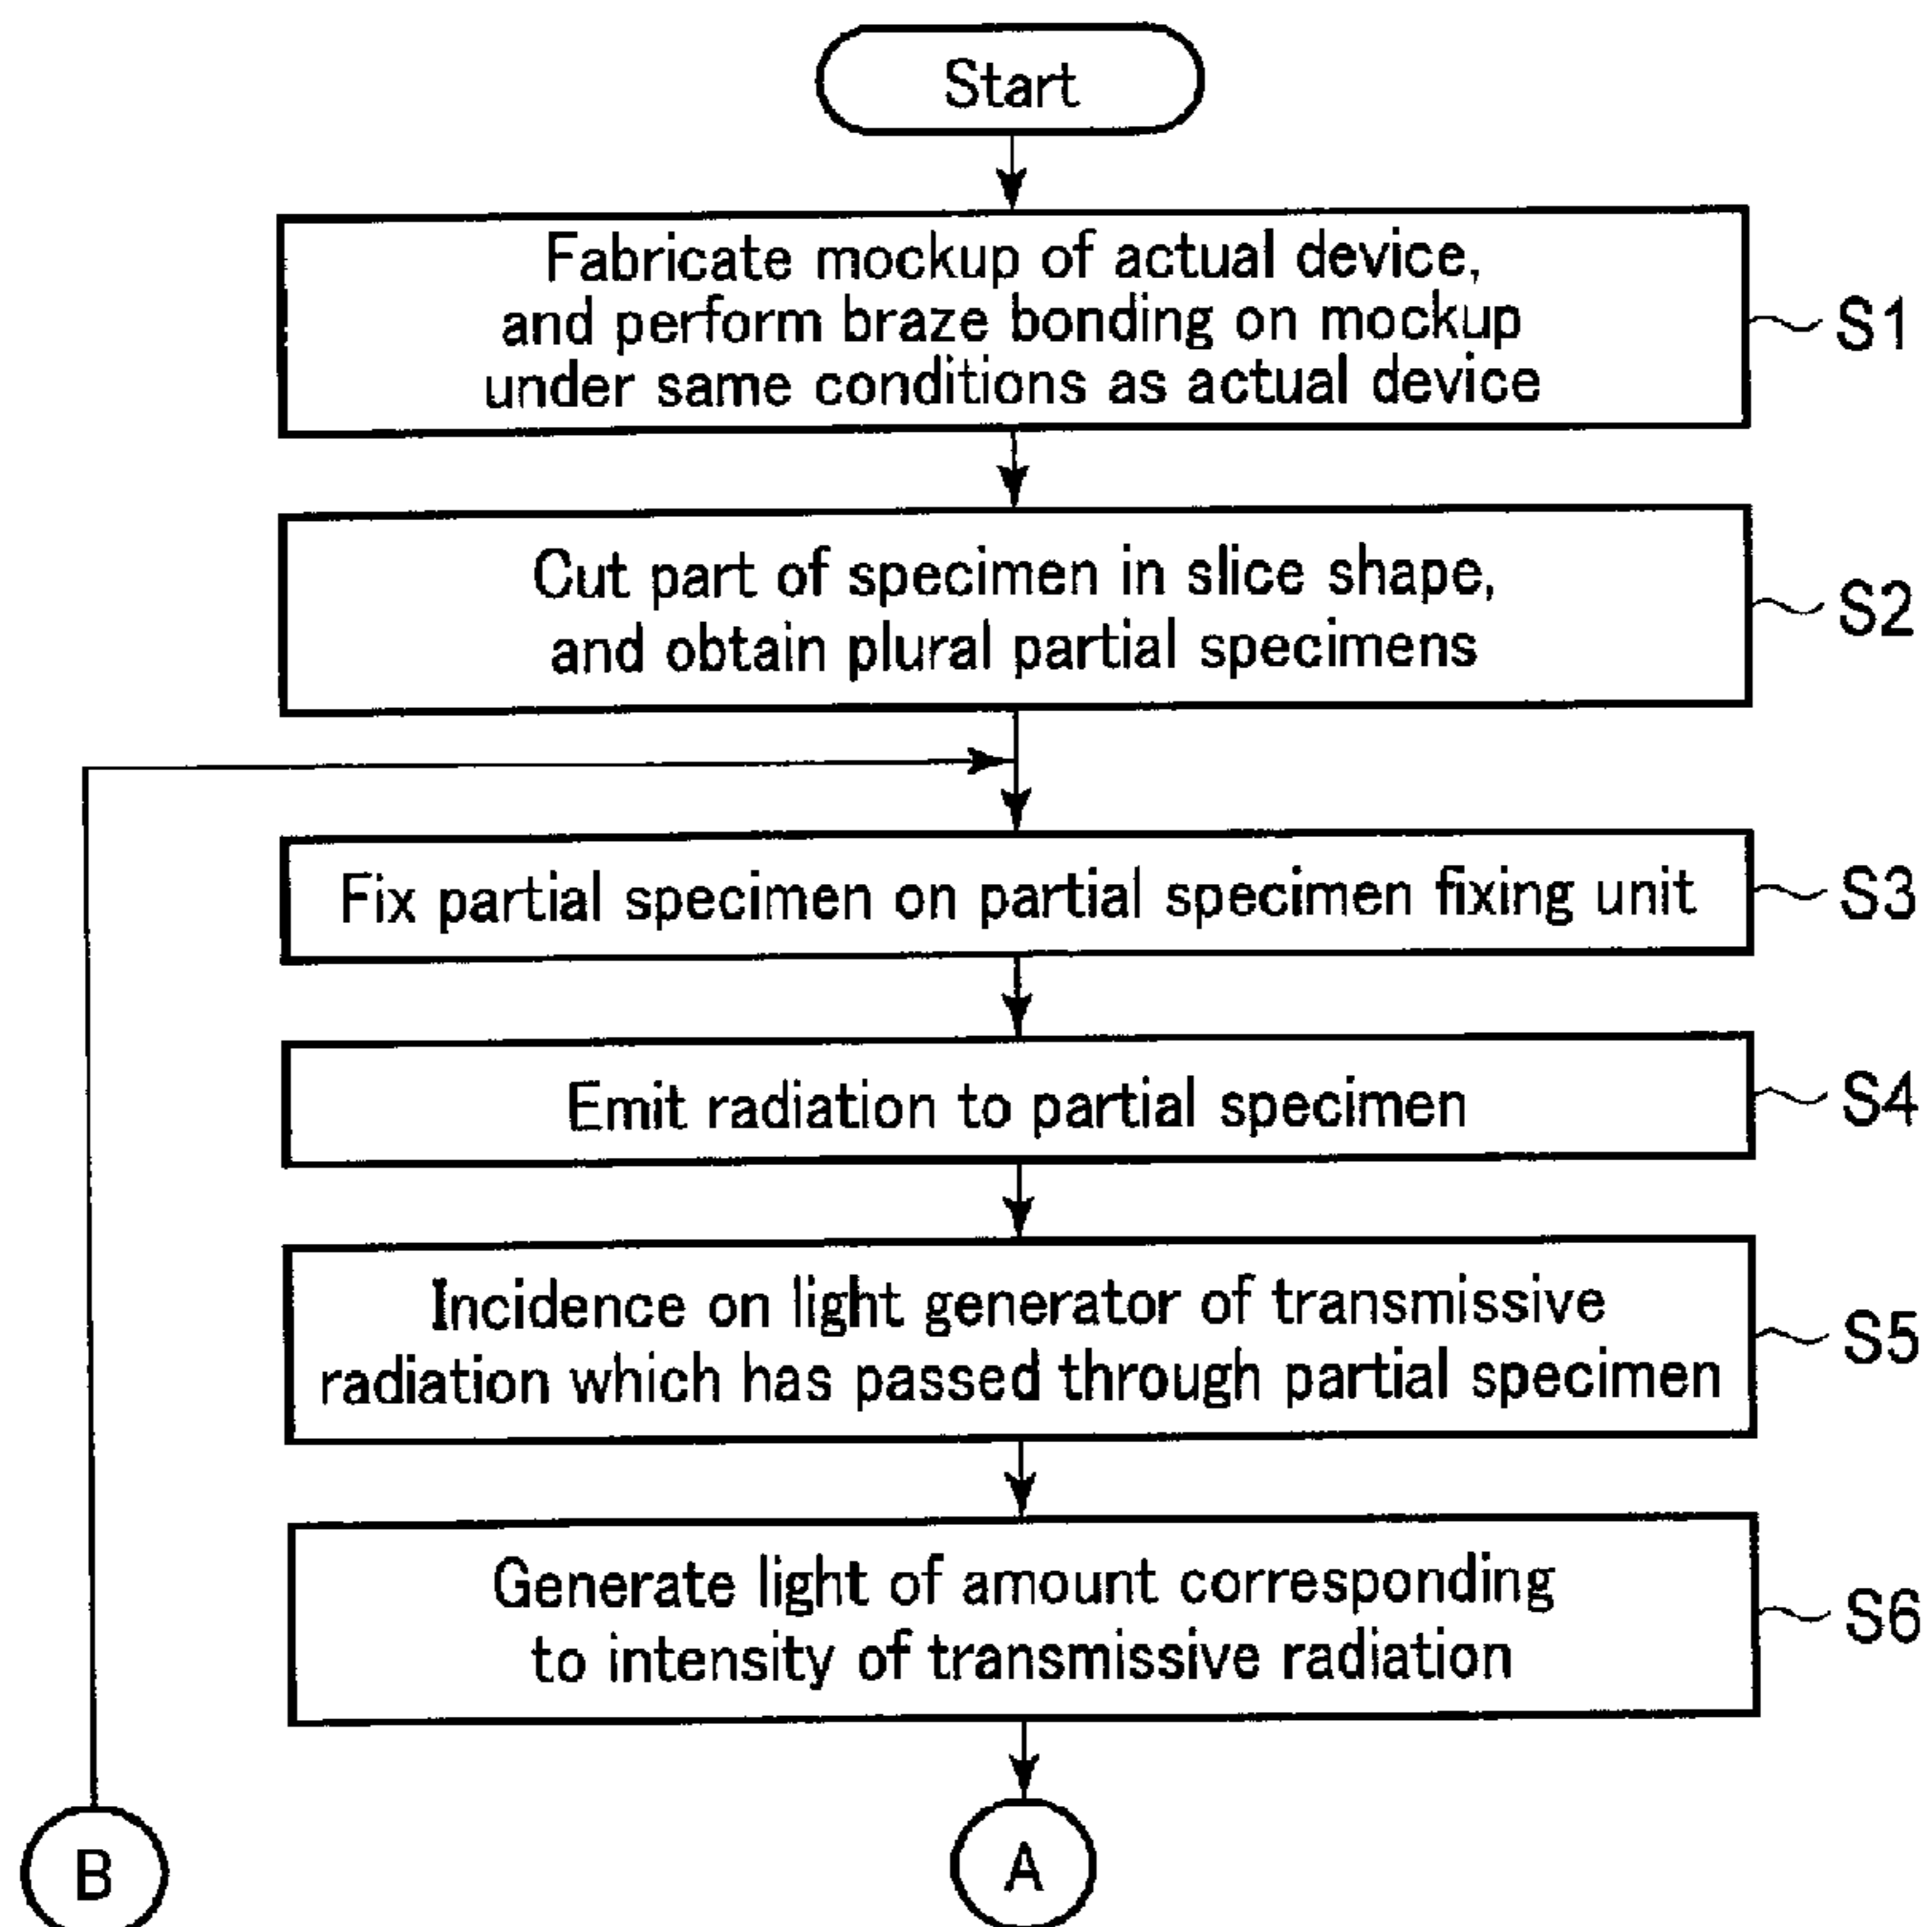 Start
Fabricate mockup of actual device,
and perform braze bonding on mockup
under same conditions as actual device
S1
Cut part of specimen in slice shape,
and obtain plural partial specimens
S2
Fix partial specimen on partial specimen fixing unit
S3
Emit radiation to partial specimen
S4
Incidence on light generator of transmissive
radiation which has passed through partial specimen
S5
Generate light of amount corresponding
to intensity of transmissive radiation
S6
B
A